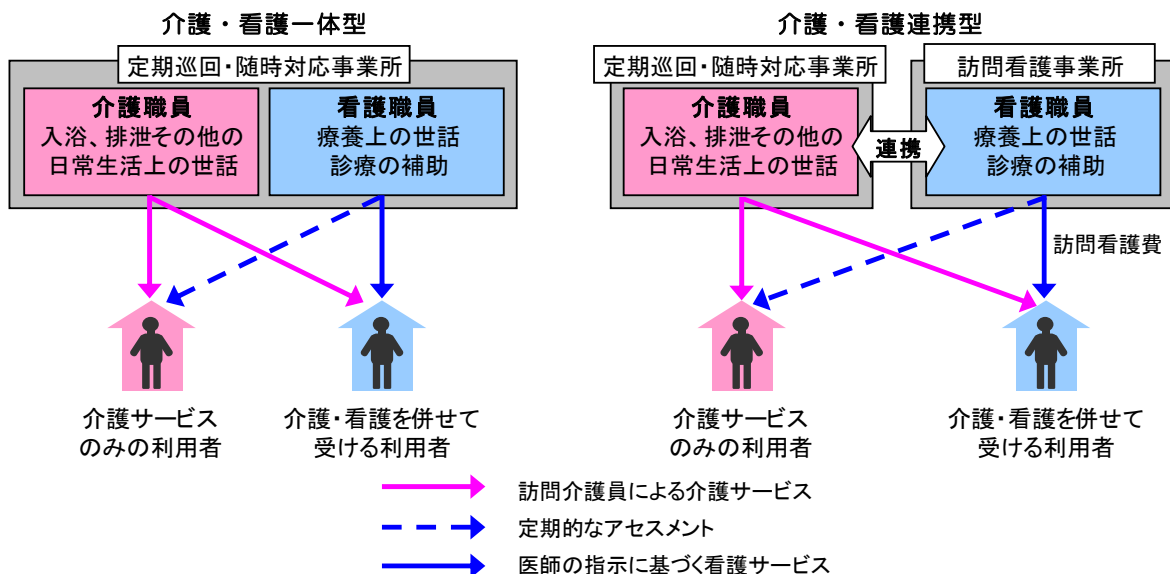 介護・看護一体型
定期巡回・随時対応事業所
介護職員
入浴、排泄その他の
日常生活上の世話
看護職員
療養上の世話
診療の補助
介護サービス
のみの利用者
介護・看護を併せて
受ける利用者
介護・看護連携型
定期巡回・随時対応事業所
訪問看護事業所
介護職員
入浴、排泄その他の
日常生活上の世話
連携
看護職員
療養上の世話
診療の補助
訪問看護費
介護サービス
のみの利用者
介護・看護を併せて
受ける利用者
訪問介護員による介護サービス
定期的なアセスメント
医師の指示に基づく看護サービス